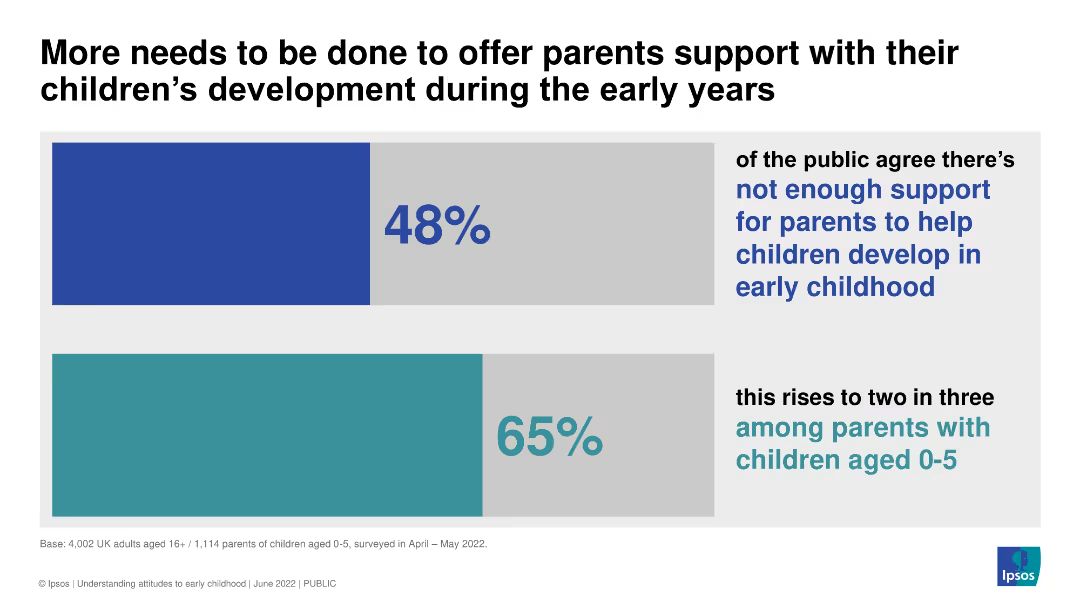 More needs to be done to offer parents support with their
children’s development during the early years
48%
of the public agree there’s
not enough support
for parents to help
children develop in
early childhood
65%
this rises to two in three
among parents with
children aged 0-5
Base: 4,002 UK adults aged 16+ / 1,114 parents of children aged 0-5, surveyed in April – May 2022.
© Ipsos | Understanding attitudes to early childhood | June 2022 | PUBLIC
Ipsos